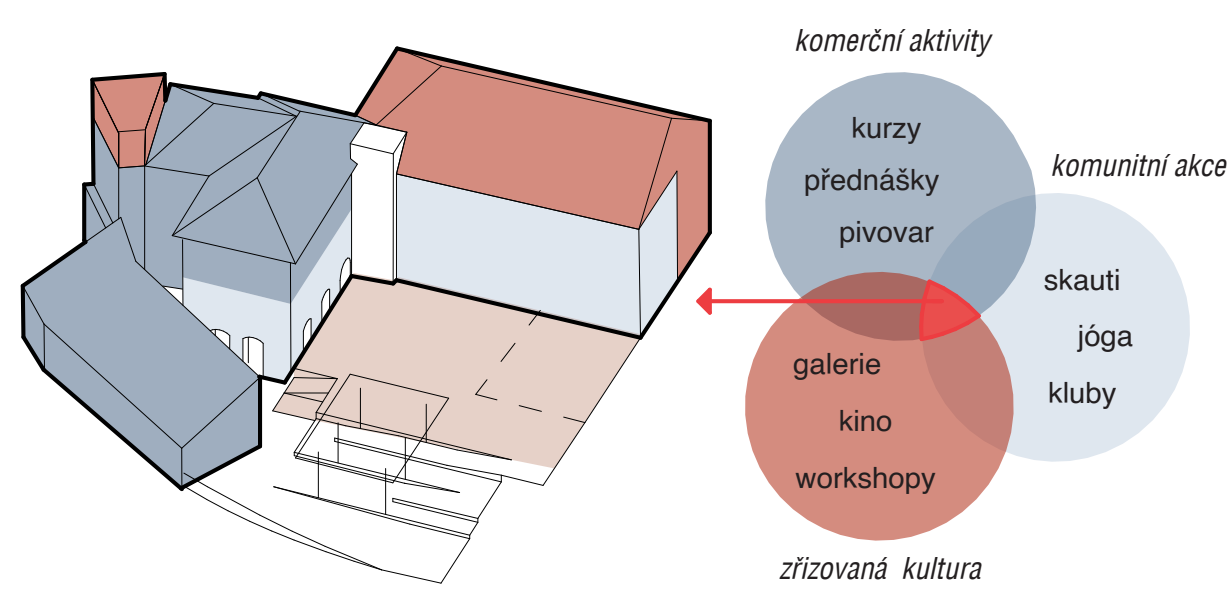 komerční aktivity
kurzy
přednášky
pivovar
komunitní akce
skauti
jóga
kluby
galerie
kino
workshopy
zřizovaná kultura